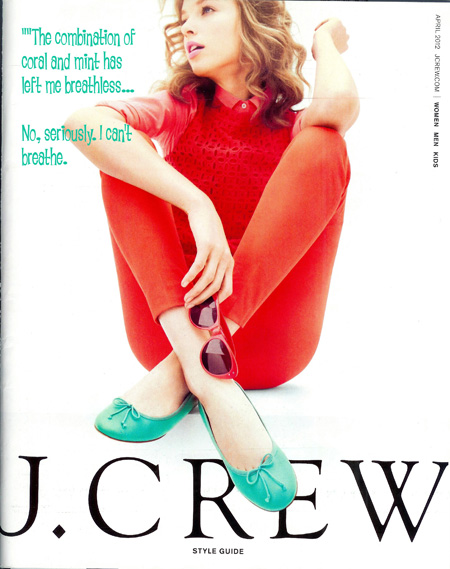 ""The combination of
coral and mint has
left me breathless...
No, seriously. I can't
breathe.
APRIL 2012 JCREW.COM | WOMEN MEN KIDS
J.CREW
STYLE GUIDE